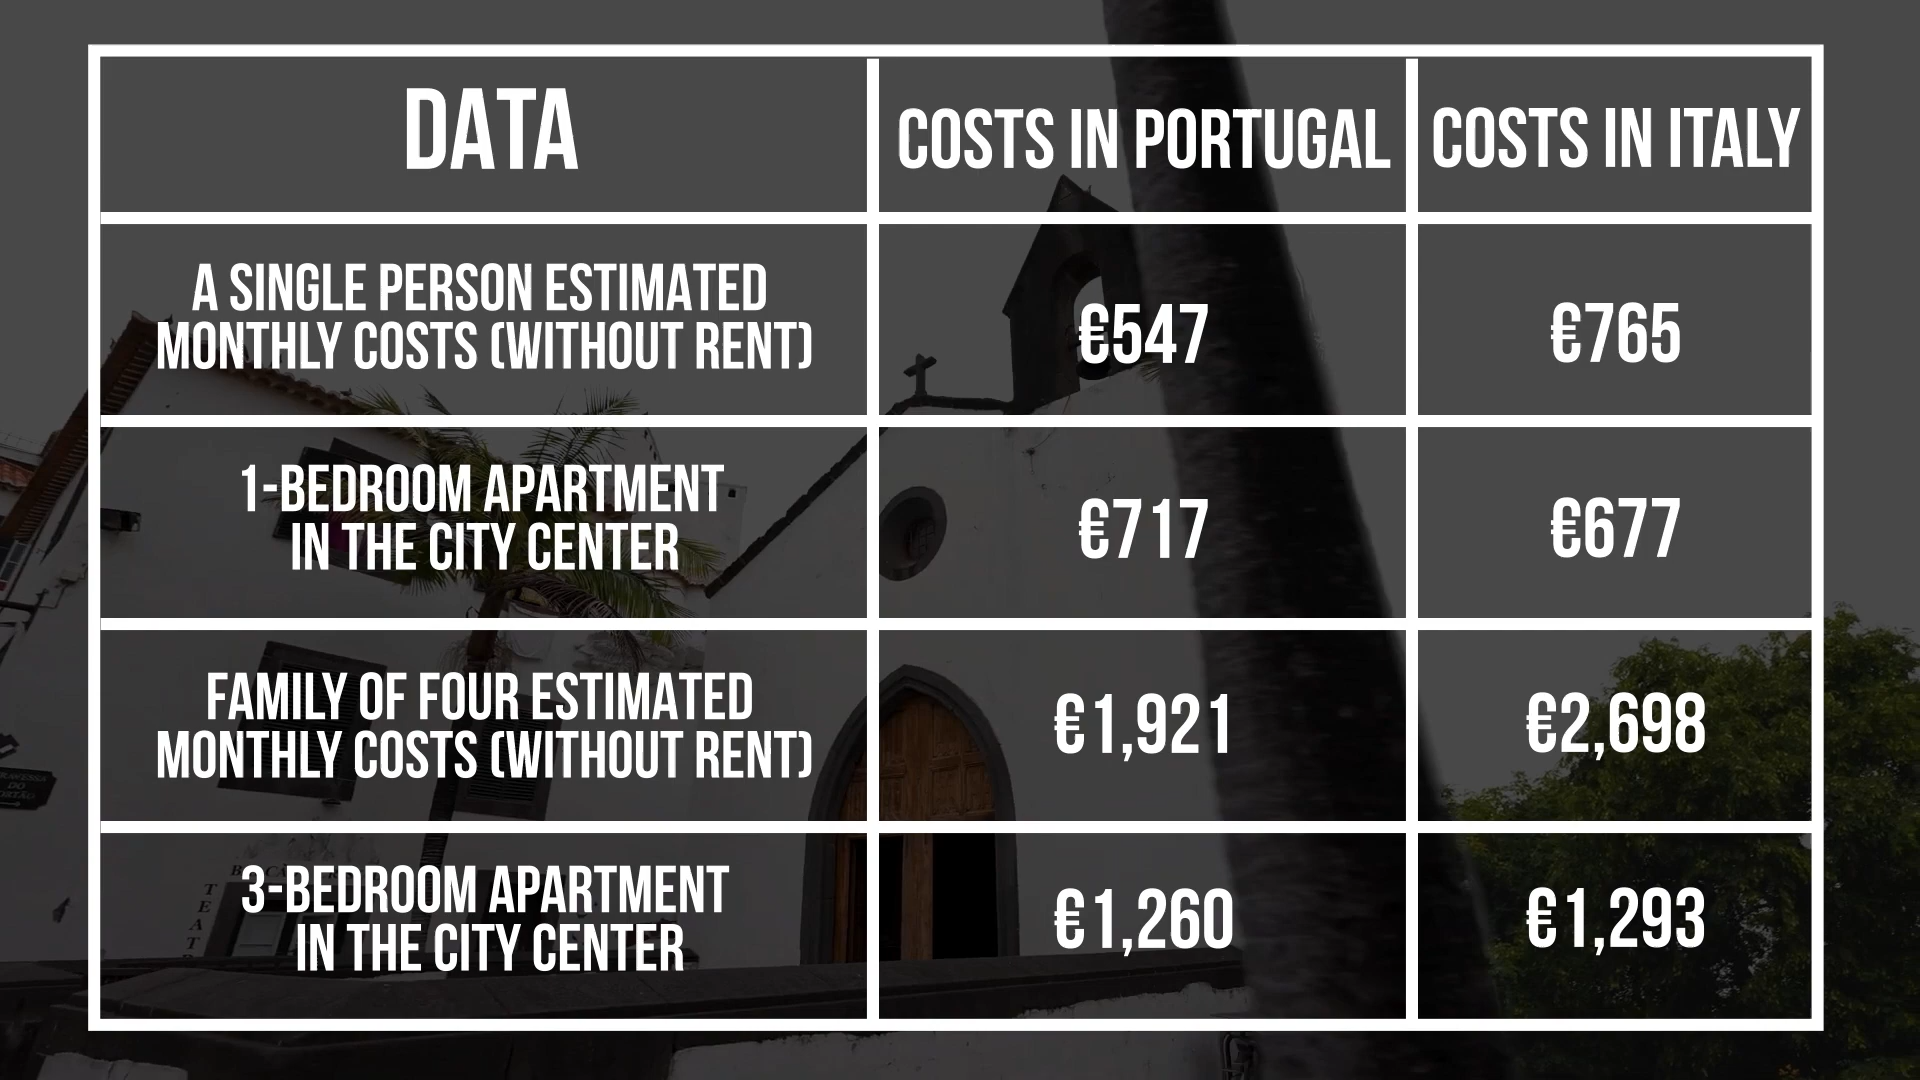 DATA
COSTS IN PORTUGAL
COSTS IN ITALY
A SINGLE PERSON ESTIMATED
MONTHLY COSTS (WITHOUT RENT)
€547
€765
1-BEDROOM APARTMENT
IN THE CITY CENTER
€717
€677
FAMILY OF FOUR ESTIMATED
MONTHLY COSTS (WITHOUT RENT)
€1,921
€2,698
3-BEDROOM APARTMENT
IN THE CITY CENTER
€1,260
€1,293
DO